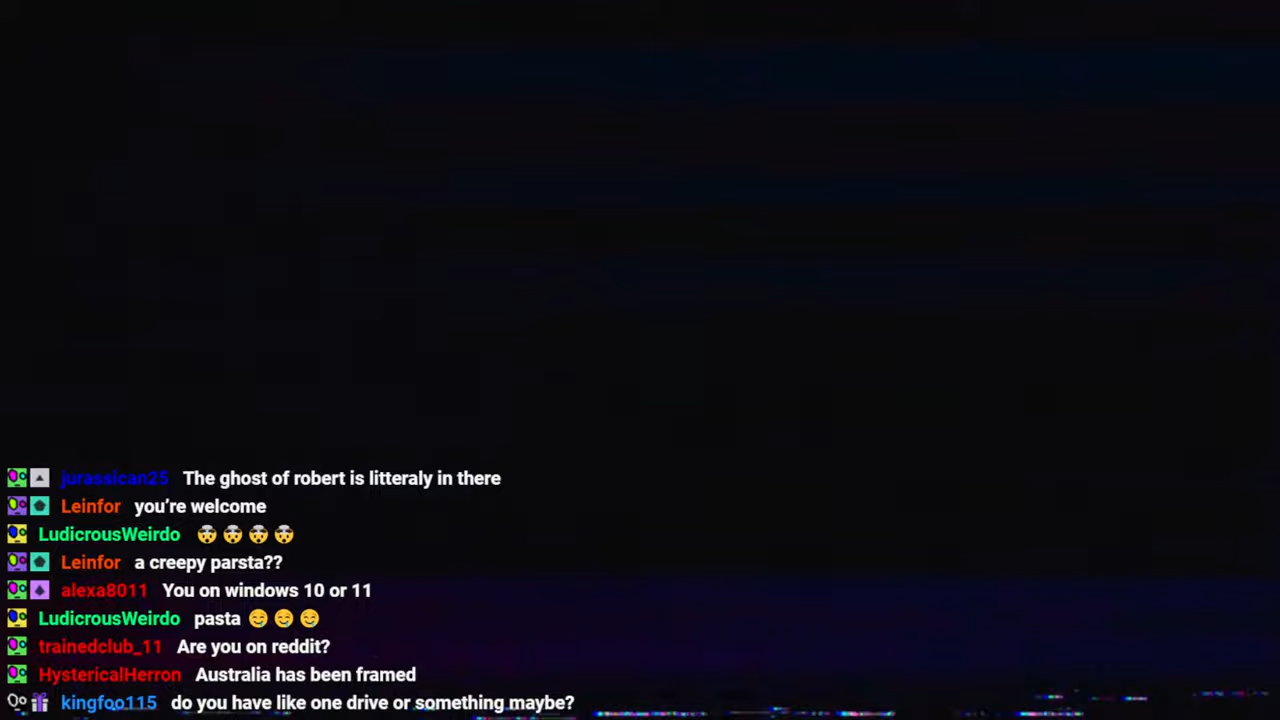 jurassican25 The ghost of robert is litteraly in there
Leinfor you're welcome
LudicrousWeirdo 🤯🤯🤯🤯
Leinfor a creepy parsta??
alexa8011 You on windows 10 or 11
LudicrousWeirdo pasta 🤤🤤🤤
trainedclub_11 Are you on reddit?
HystericalHerron Australia has been framed
kingfoo115 do you have like one drive or something maybe?